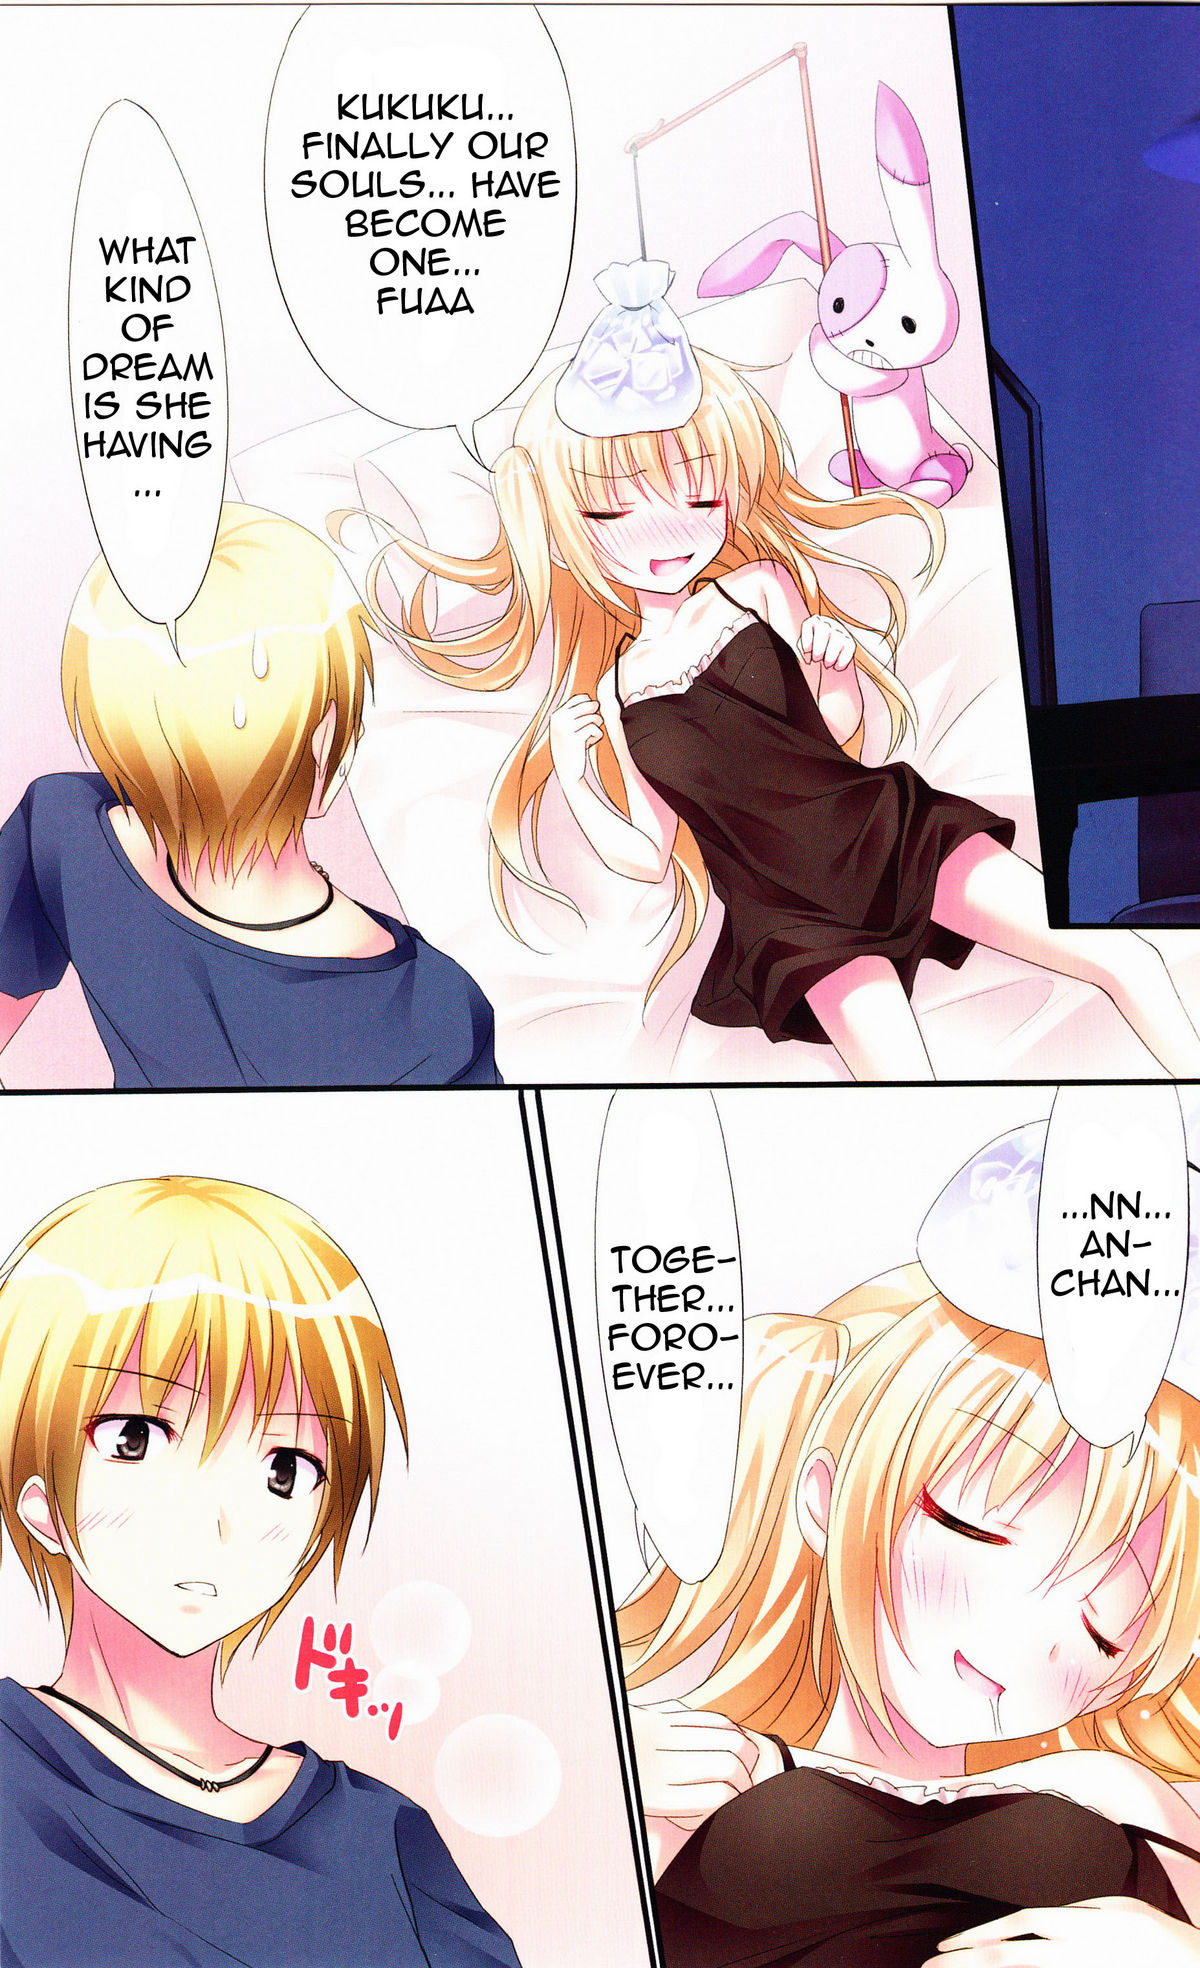 KUKUKU...
FINALLY OUR
SOULS... HAVE
BECOME
ONE...
FUAA
WHAT
KIND
OF
DREAM
IS SHE
HAVING
...
...NN...
AN-
CHAN...
TOGE-
THER...
FORO-
EVER...
ドキッ